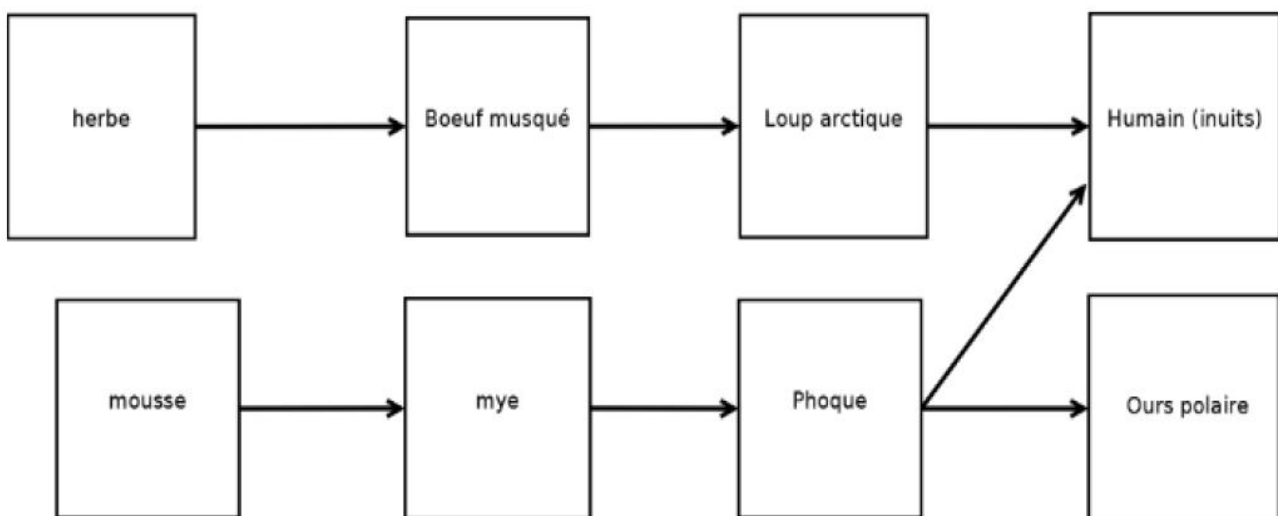 herbe
Boeuf musqué
Loup arctique
Humain (inuits)
mousse
mye
Phoque
Ours polaire